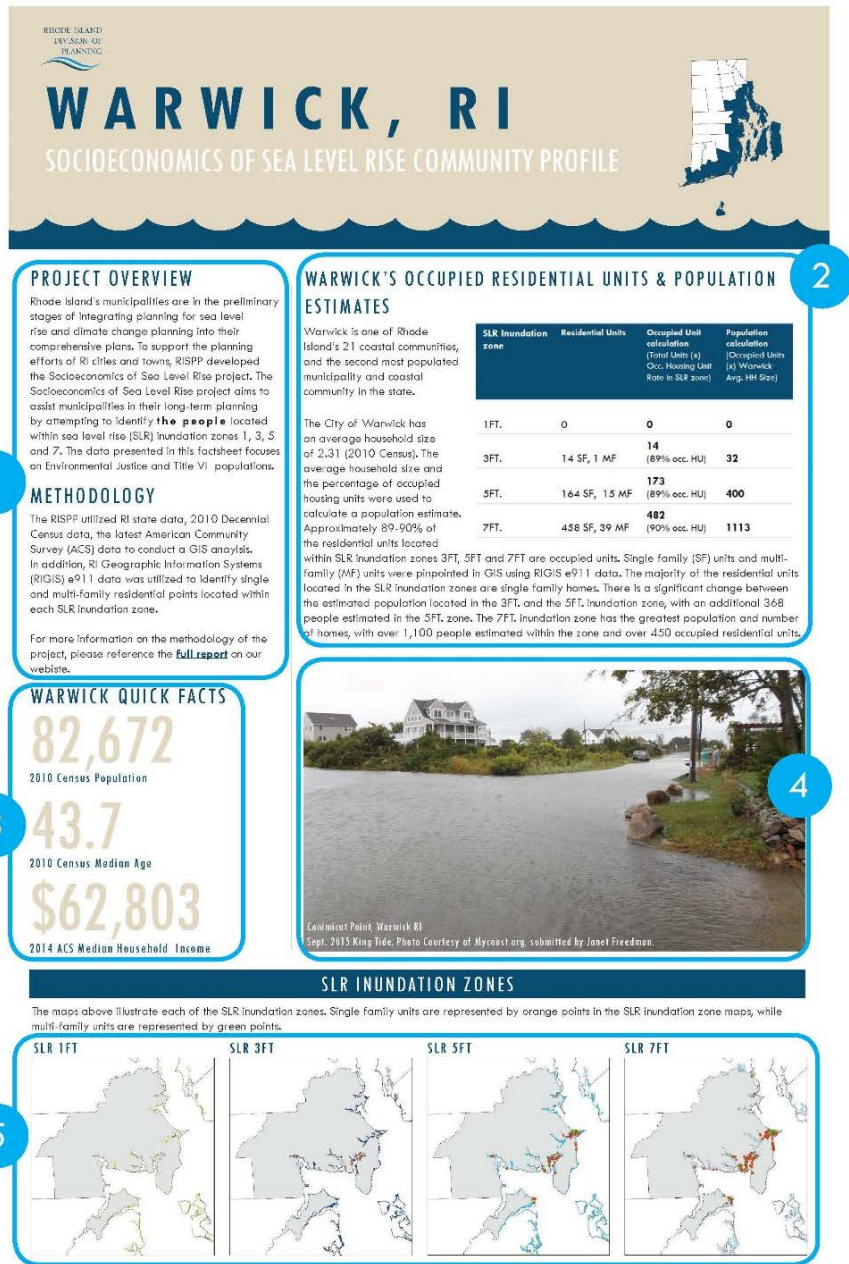 RHODE ISLAND
DIVISION OF
PLANNING
WARWICK, RI
SOCIOECONOMICS OF SEA LEVEL RISE COMMUNITY PROFILE
PROJECT OVERVIEW
Rhode Island's municipalities are in the preliminary
stages of integrating planning for sea level
rise and climate change planning into their
comprehensive plans. To support the planning
efforts of RI cities and towns, RISPP developed
the Socioeconomics of Sea Level Rise project. The
Socioeconomics of Sea Level Rise project aims to
assist municipalities in their long-term planning
by attempting to identify the people located
within sea level rise (SLR) inundation zones 1, 3, 5
and 7. The data presented in this factsheet focuses
on Environmental Justice and Title VI populations.
METHODOLOGY
The RISPP utilized RI state data, 2010 Decennial
Census data, the latest American Community
Survey (ACS) data to conduct a GIS anaylsis.
In addition, RI Geographic Information Systems
(RIGIS) e911 data was utilized to identify single
and multi-family residential points located within
each SLR inundation zone.
For more information on the methodology of the
project, please reference the full report on our
webiste.
2
WARWICK'S OCCUPIED RESIDENTIAL UNITS & POPULATION
ESTIMATES
Warwick is one of Rhode
Island's 21 coastal communities,
and the second most populated
municipality and coastal
community in the state.
The City of Warwick has
an average household size
of 2.31 (2010 Census). The
average household size and
the percentage of occupied
housing units were used to
calculate a population estimate.
Approximately 89-90% of
the residential units located
within SLR inundation zones 3FT, 5FT and 7FT are occupied units. Single family (SF) units and multi-
family (MF) units were pinpointed in GIS using RIGIS e911 data. The majority of the residential units
located in the SLR inundation zones are single family homes. There is a significant change between
the estimated population located in the 3FT. and the 5FT. inundation zone, with an additional 368
people estimated in the 5FT. zone. The 7FT. inundation zone has the greatest population and number
of homes, with over 1,100 people estimated within the zone and over 450 occupied residential units.
SLR Inundation zone Residential Units Occupied Unit calculation (Total Units (x) Occ. Housing Unit Rate in SLR zone) Population calculation (Occupied Units (x) Warwick Avg. HH Size)
1FT. 0 0 0
3FT. 14 SF, 1 MF 14 (89% occ. HU) 32
5FT. 164 SF, 15 MF 173 (89% occ. HU) 400
7FT. 458 SF, 39 MF 482 (90% occ. HU) 1113
WARWICK QUICK FACTS
82,672
2010 Census Population
43.7
2010 Census Median Age
$62,803
2014 ACS Median Household Income
4
Conimicut Point, Warwick RI
Sept. 2015 King Tide. Photo Courtesy of Mycoast.org, submitted by Janet Freedman.
SLR INUNDATION ZONES
The maps above illustrate each of the SLR inundation zones. Single family units are represented by orange points in the SLR inundation zone maps, while
multi-family units are represented by green points.
5
SLR 1FT
SLR 3FT
SLR 5FT
SLR 7FT